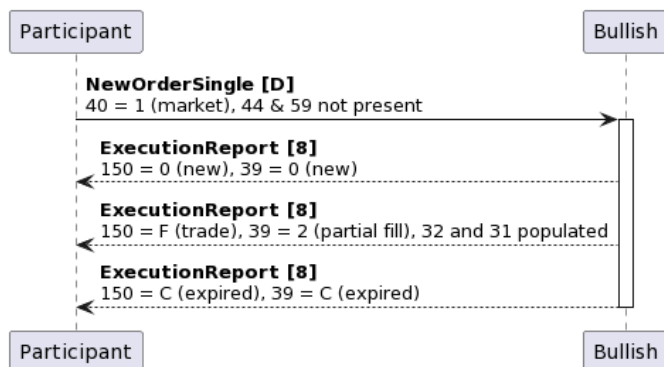 Participant Bullish
NewOrderSingle [D]
40 = 1 (market), 44 & 59 not present
ExecutionReport [8]
150 = 0 (new), 39 = 0 (new)
ExecutionReport [8]
150 = F (trade), 39 = 2 (partial fill), 32 and 31 populated
ExecutionReport [8]
150 = C (expired), 39 = C (expired)
Participant Bullish